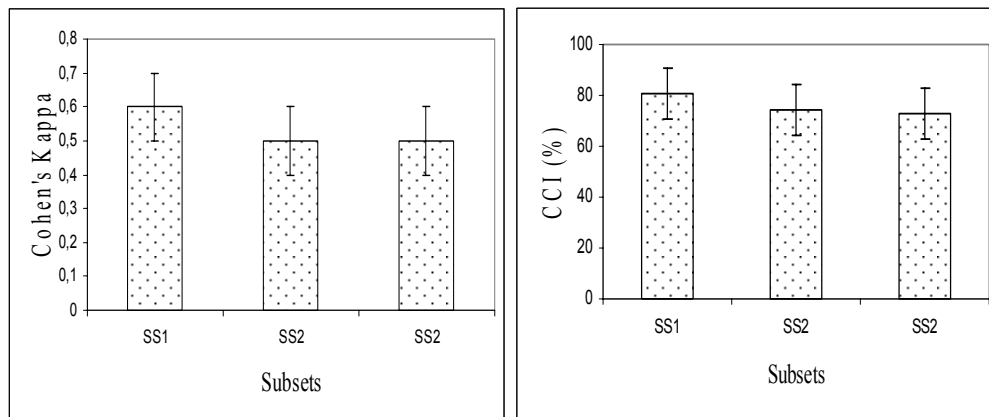 Cohen's Kappa
0,8
0,7
0,6
0,5
0,4
0,3
0,2
0,1
0
SS1 SS2 SS2
Subsets
CCI (%)
100
80
60
40
20
0
SS1 SS2 SS2
Subsets